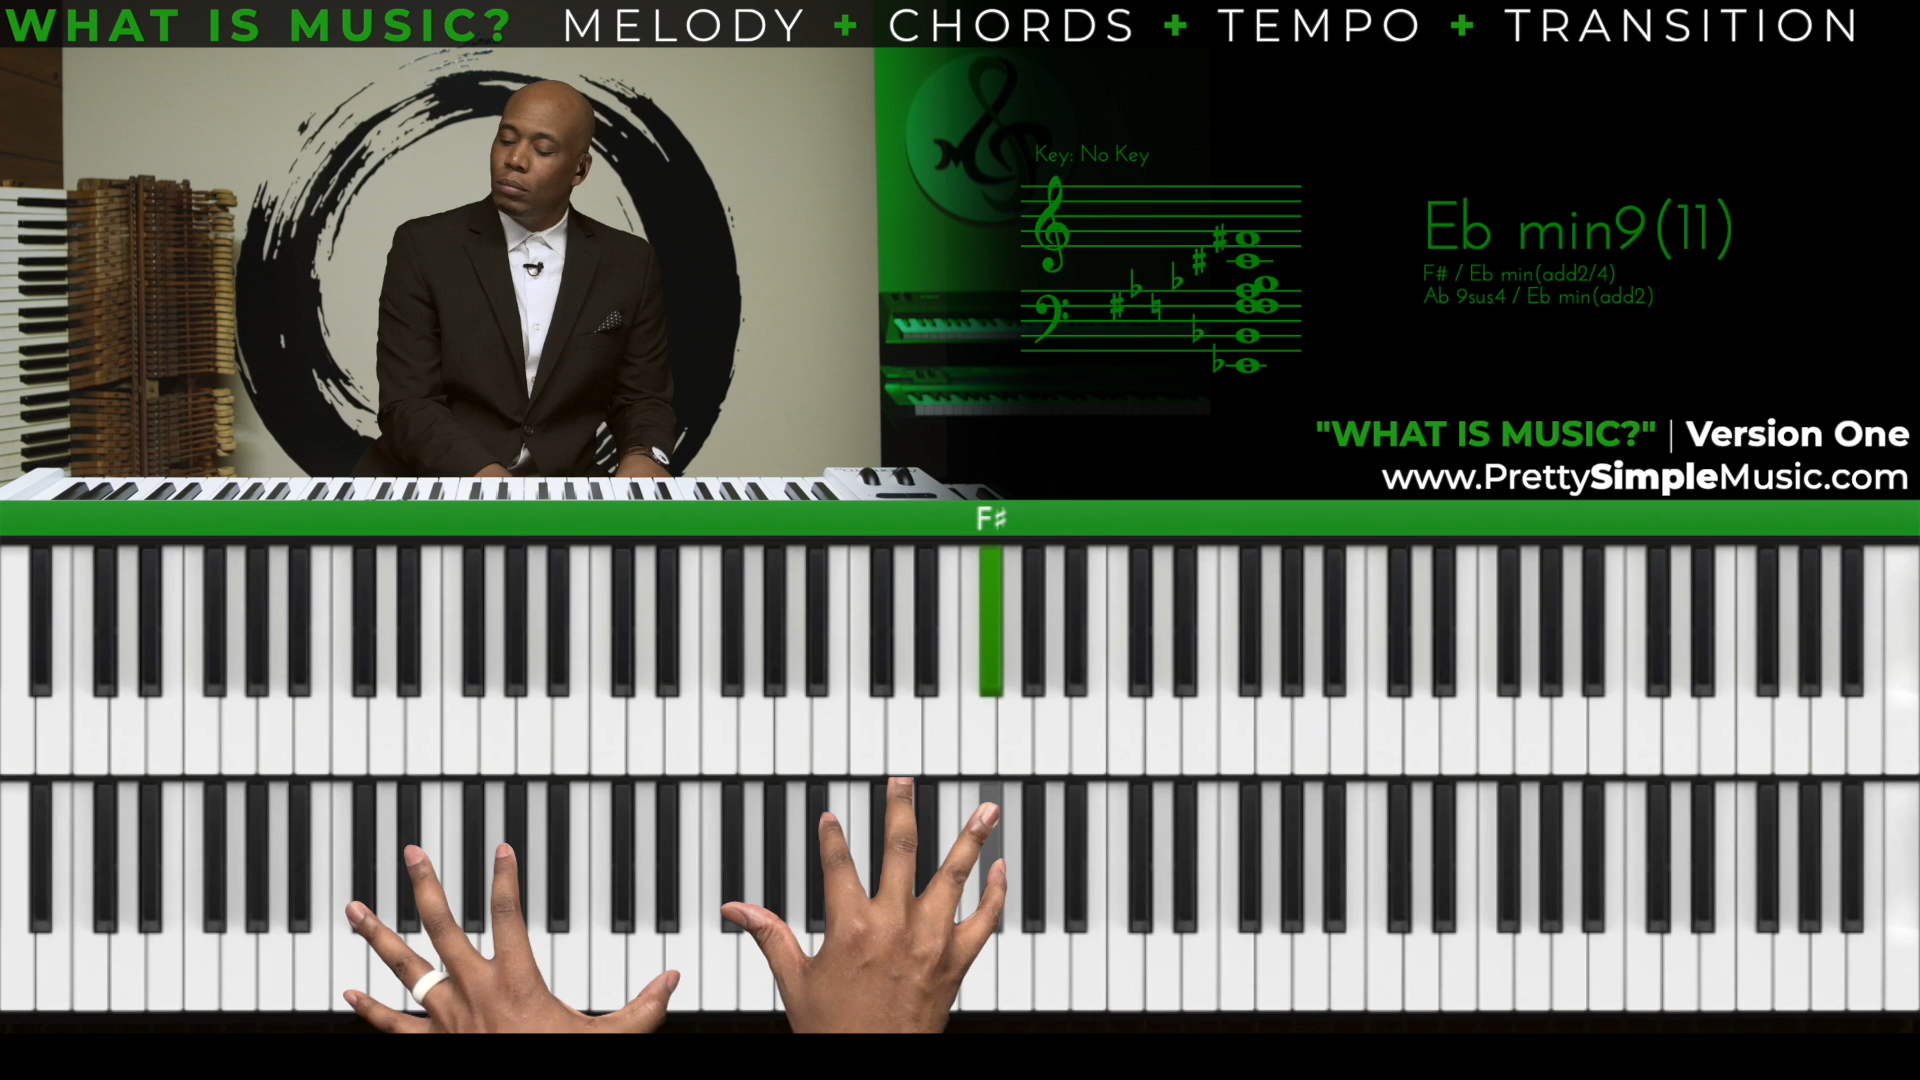 WHAT IS MUSIC? MELODY + CHORDS + TEMPO + TRANSITION
Key: No Key
Eb min9(11)
F# / Eb min(add2/4)
Ab 9sus4 / Eb min(add2)
"WHAT IS MUSIC?" | Version One
www.PrettySimpleMusic.com
F♯